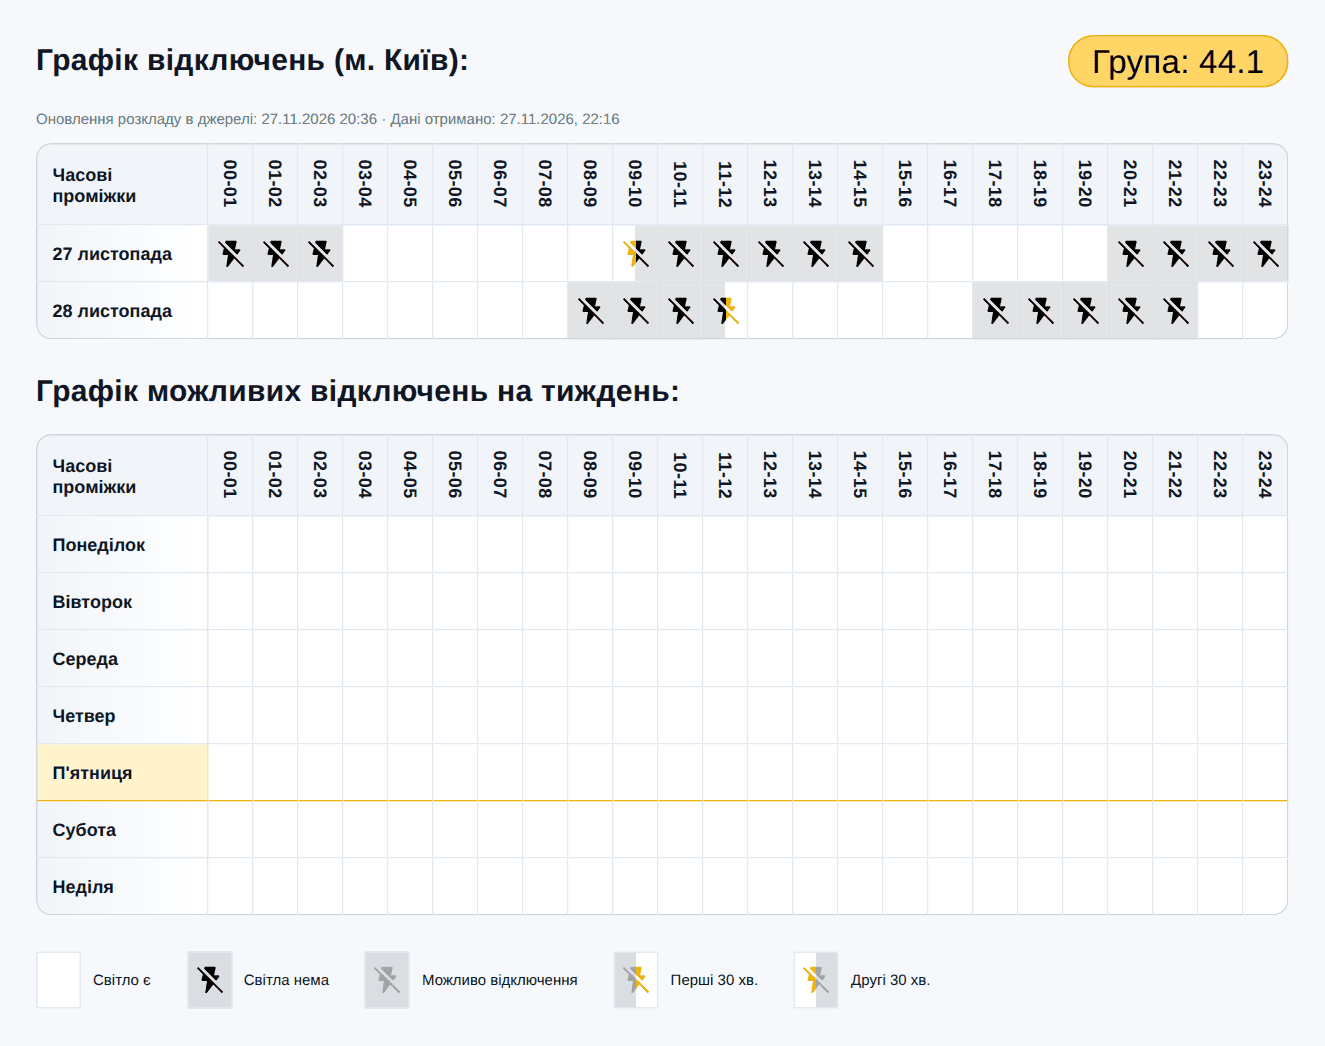 Графік відключень (м. Київ):
Група: 44.1
Оновлення розкладу в джерелі: 27.11.2026 20:36 · Дані отримано: 27.11.2026, 22:16
Часові проміжки 00-01 01-02 02-03 03-04 04-05 05-06 06-07 07-08 08-09 09-10 10-11 11-12 12-13 13-14 14-15 15-16 16-17 17-18 18-19 19-20 20-21 21-22 22-23 23-24
27 листопада
28 листопада
Графік можливих відключень на тиждень:
Часові проміжки 00-01 01-02 02-03 03-04 04-05 05-06 06-07 07-08 08-09 09-10 10-11 11-12 12-13 13-14 14-15 15-16 16-17 17-18 18-19 19-20 20-21 21-22 22-23 23-24
Понеділок
Вівторок
Середа
Четвер
П'ятниця
Субота
Неділя
Світло є Світла нема Можливо відключення Перші 30 хв. Другі 30 хв.